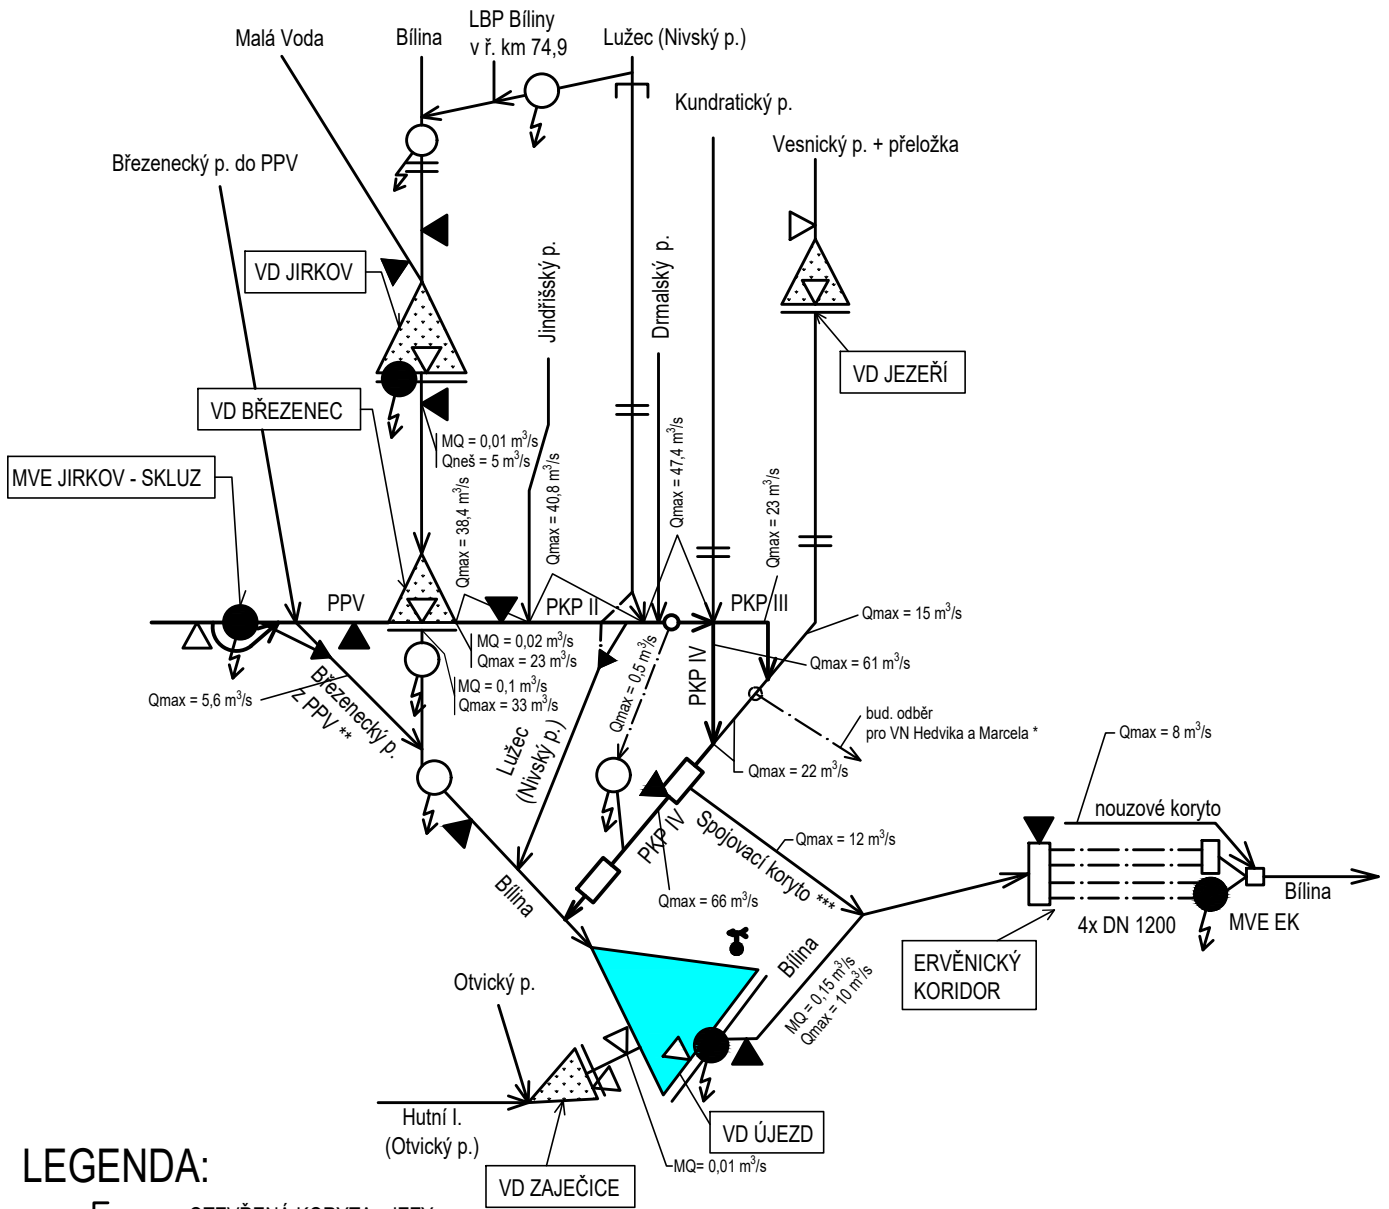 LBP Bíliny
v ř. km 74,9
Malá Voda
Bílina
Lužec (Nivský p.)
Kundratický p.
Vesnický p. + přeložka
Březenecký p. do PPV
VD JIRKOV
Jindřišský p.
Drmalský p.
VD JEZEŘÍ
VD BŘEZENEC
MQ = 0,01 m³/s
Qneš = 5 m³/s
MVE JIRKOV - SKLUZ
Qmax = 38,4 m³/s
Qmax = 40,8 m³/s
Qmax = 47,4 m³/s
Qmax = 23 m³/s
PPV
PKP II
PKP III
Qmax = 15 m³/s
MQ = 0,02 m³/s
Qmax = 23 m³/s
PKP IV
Qmax = 61 m³/s
MQ = 0,1 m³/s
Qmax = 33 m³/s
Qmax = 5,6 m³/s
Březenecký p.
z PPV **
Lužec
(Nivský p.)
Qmax = 0,5 m³/s
bud. odběr
pro VN Hedvika a Marcela *
Qmax = 22 m³/s
Qmax = 8 m³/s
nouzové koryto
PKP IV
Spojovací koryto ***
Qmax = 12 m³/s
Bílina
Qmax = 66 m³/s
Bílina
4x DN 1200
MVE EK
ERVĚNICKÝ
KORIDOR
Bílina
MQ = 0,15 m³/s
Qmax = 10 m³/s
Otvický p.
Hutní I.
(Otvický p.)
VD ÚJEZD
MQ= 0,01 m³/s
VD ZAJEČICE
LEGENDA: